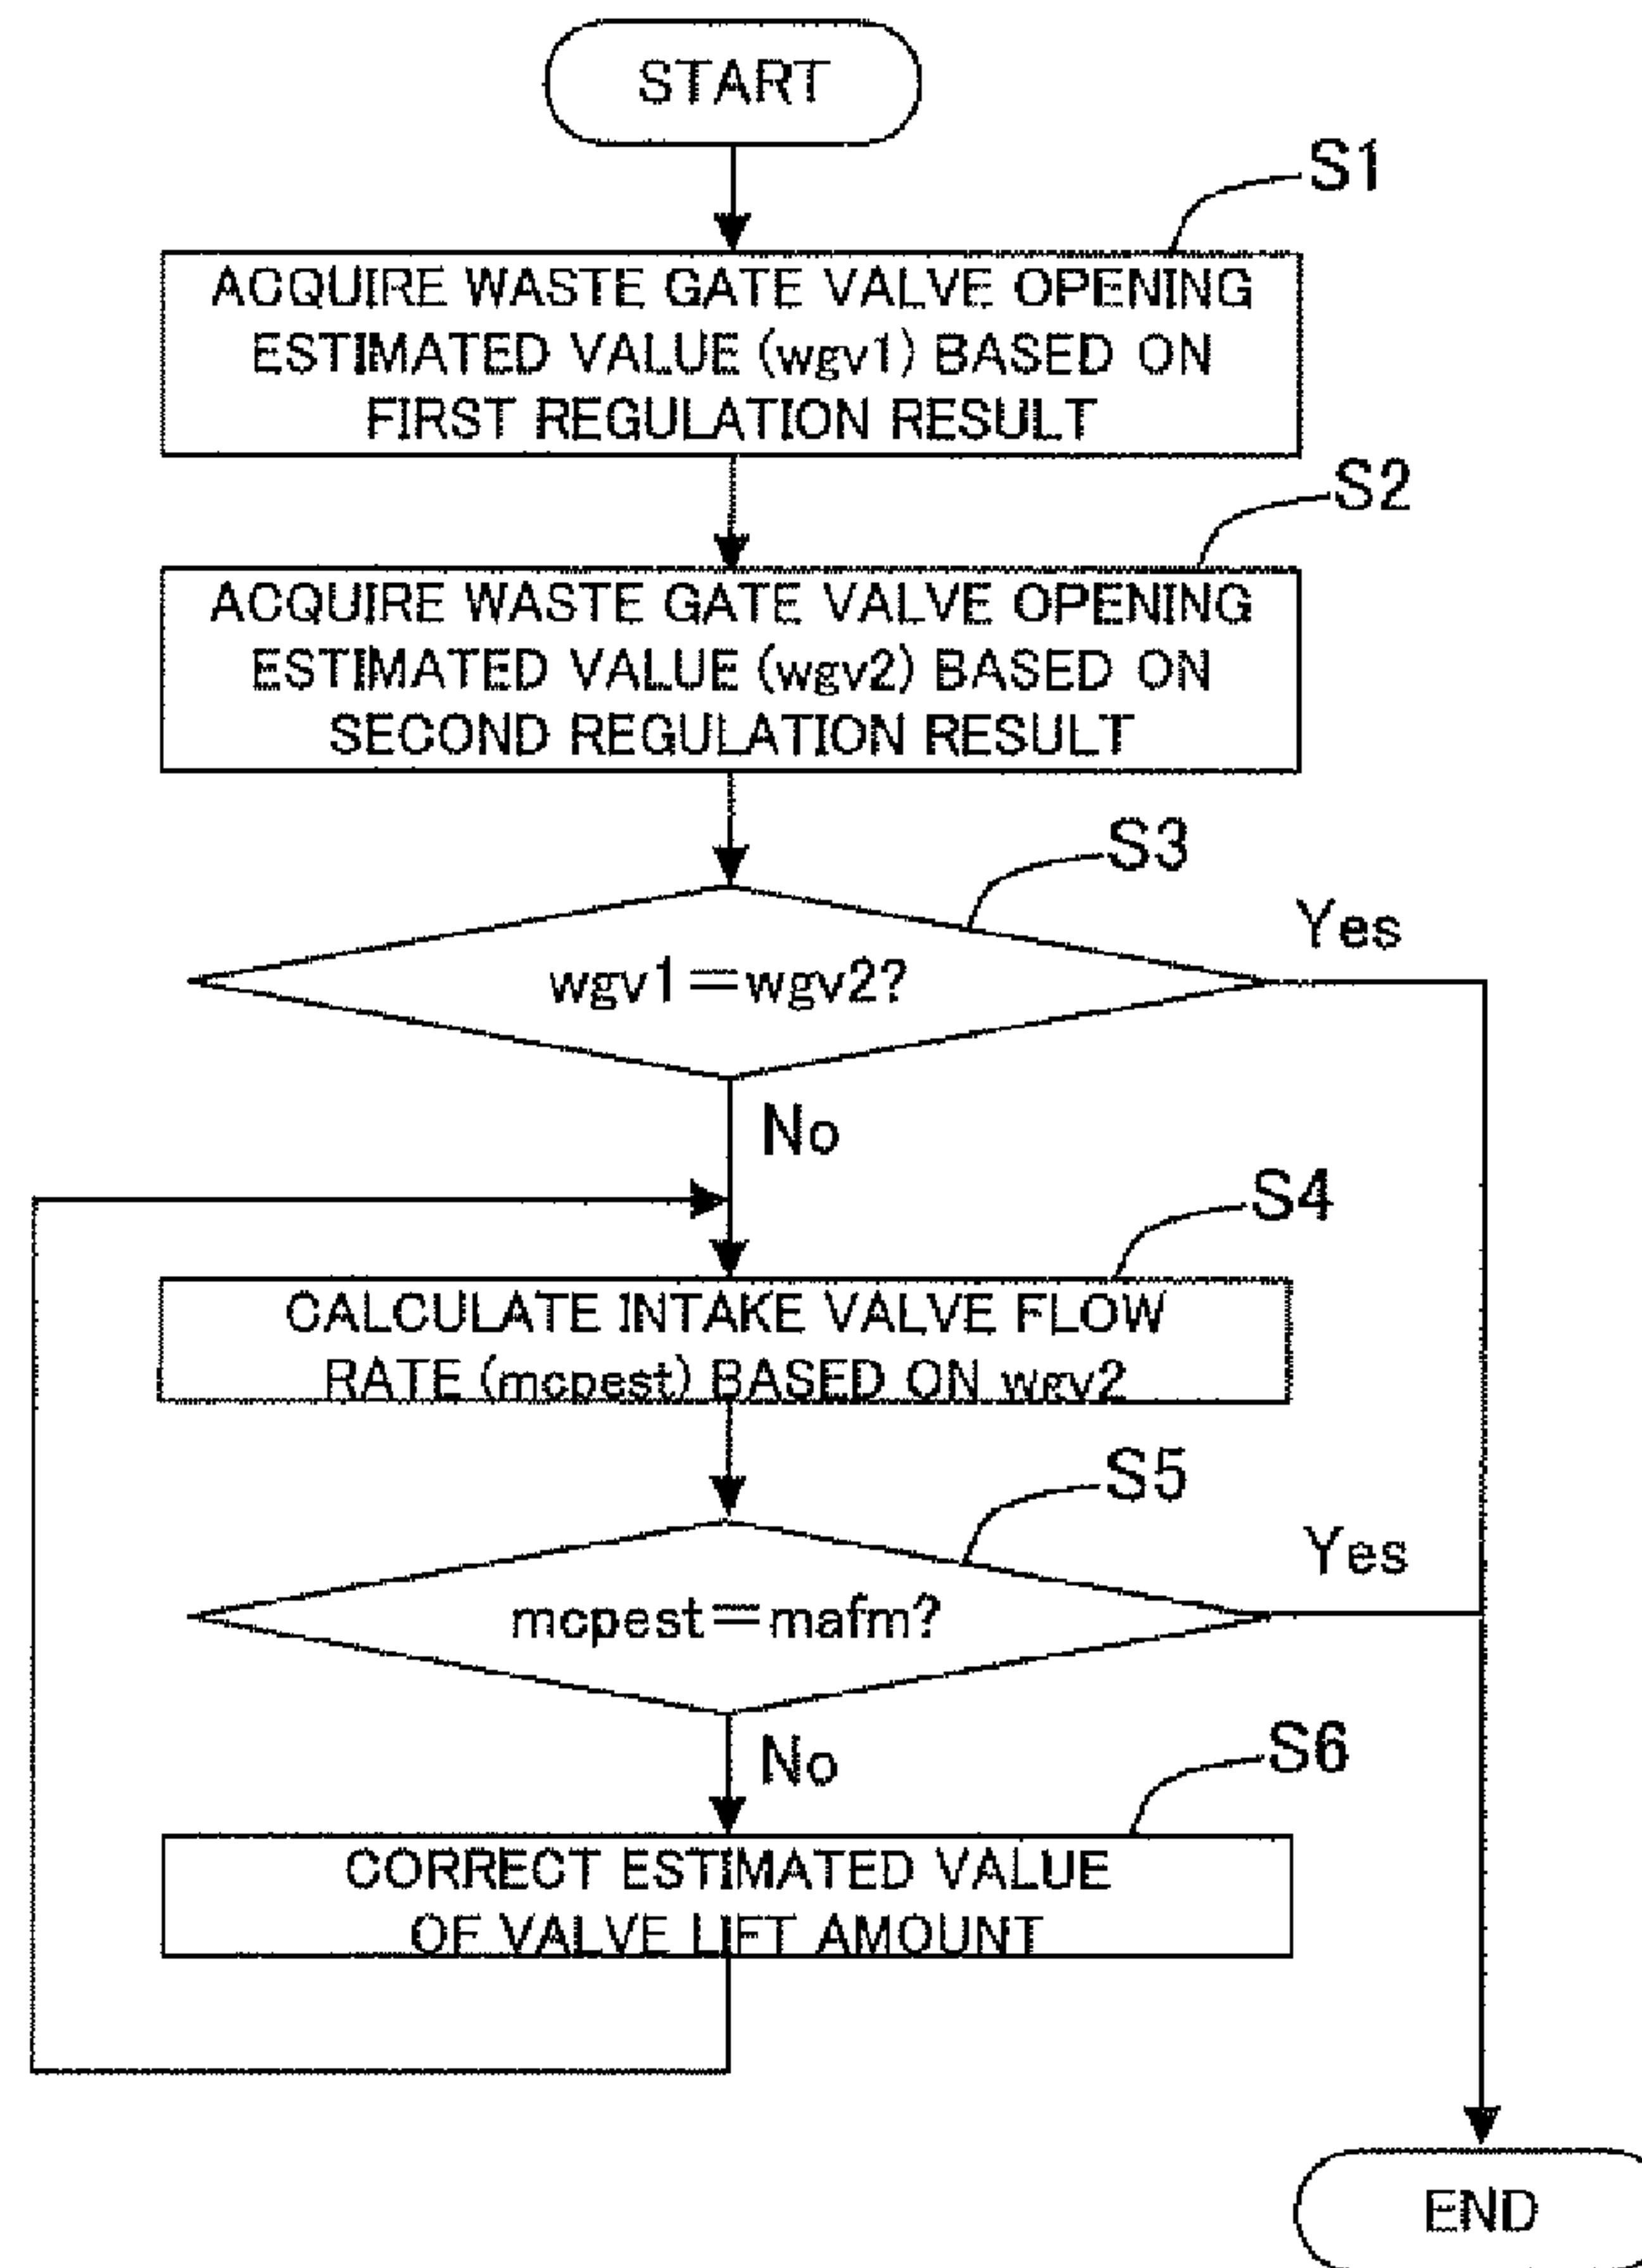 START
S1
ACQUIRE WASTE GATE VALVE OPENING
ESTIMATED VALUE (wgv1) BASED ON
FIRST REGULATION RESULT
S2
ACQUIRE WASTE GATE VALVE OPENING
ESTIMATED VALUE (wgv2) BASED ON
SECOND REGULATION RESULT
S3
Yes
wgv1=wgv2?
No
S4
CALCULATE INTAKE VALVE FLOW
RATE (mcpest) BASED ON wgv2
S5
Yes
mcpest=mafm?
No
S6
CORRECT ESTIMATED VALUE
OF VALVE LIFT AMOUNT
END